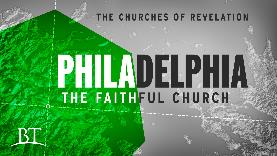 THE CHURCHES OF REVELATION
PHILADELPHIA
THE FAITHFUL CHURCH
BT